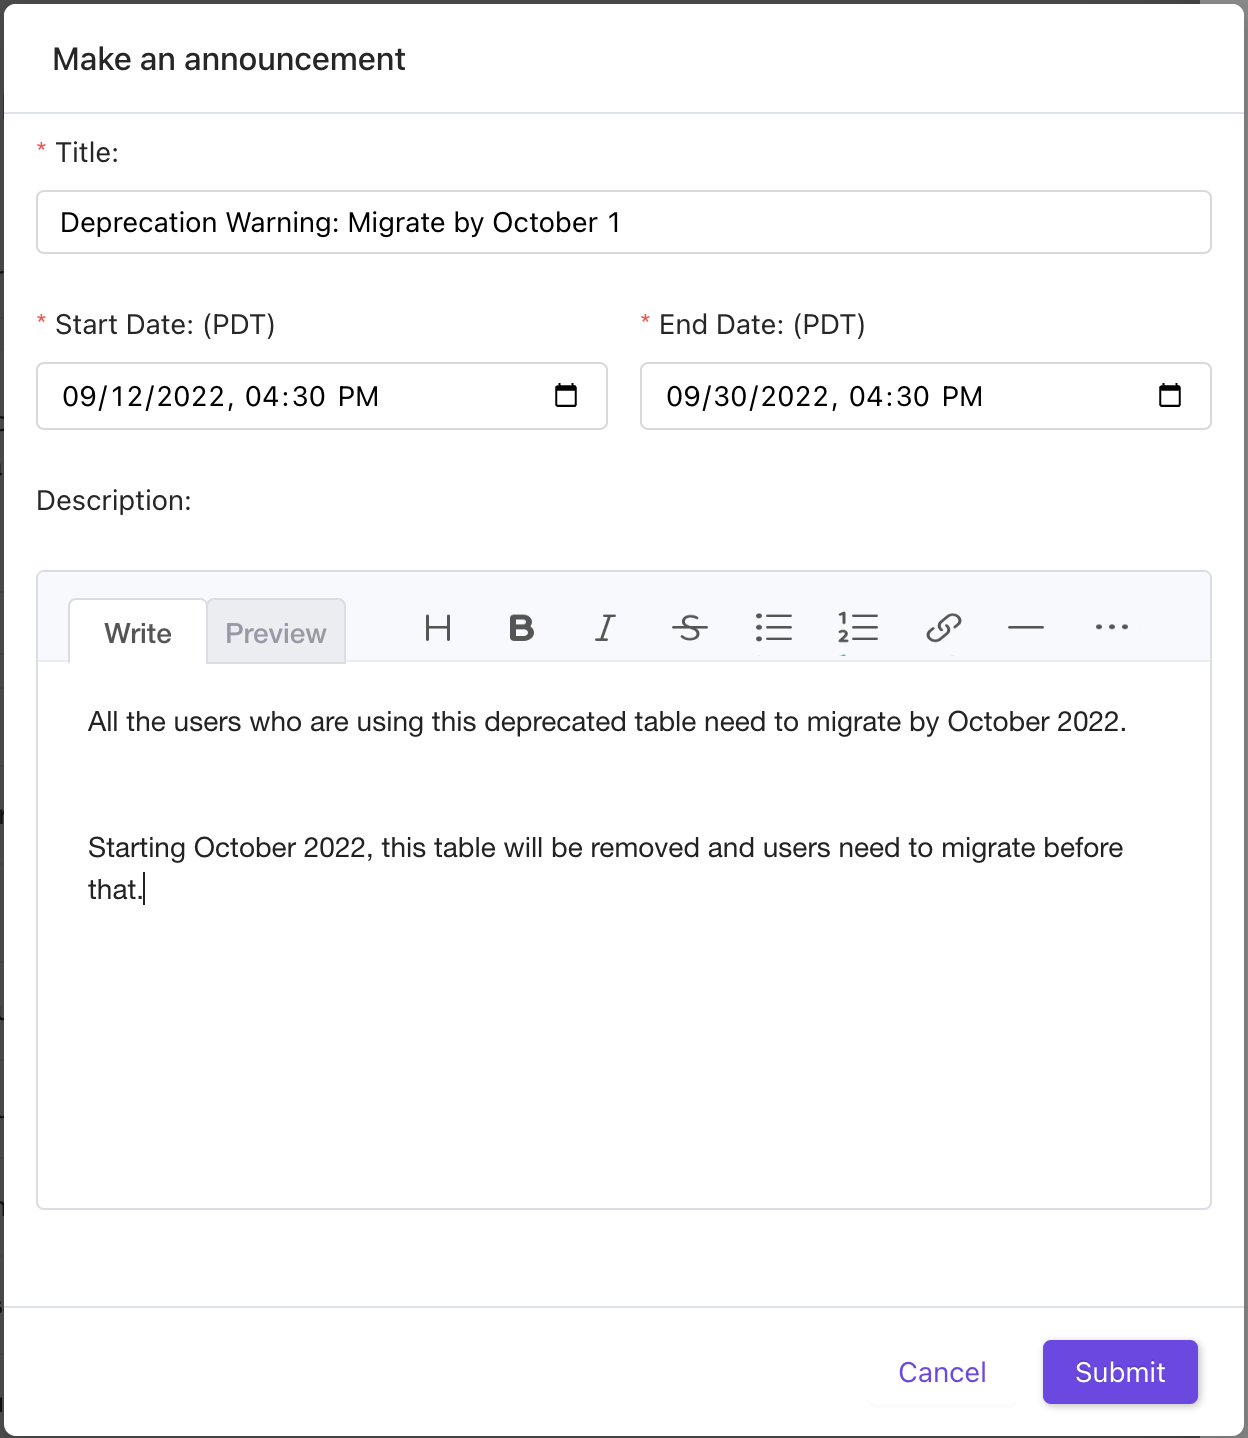 Make an announcement
* Title:
Deprecation Warning: Migrate by October 1
* Start Date: (PDT)
* End Date: (PDT)
09/12/2022, 04:30 PM
09/30/2022, 04:30 PM
Description:
Write
Preview
All the users who are using this deprecated table need to migrate by October 2022.
Starting October 2022, this table will be removed and users need to migrate before
that.
Cancel
Submit